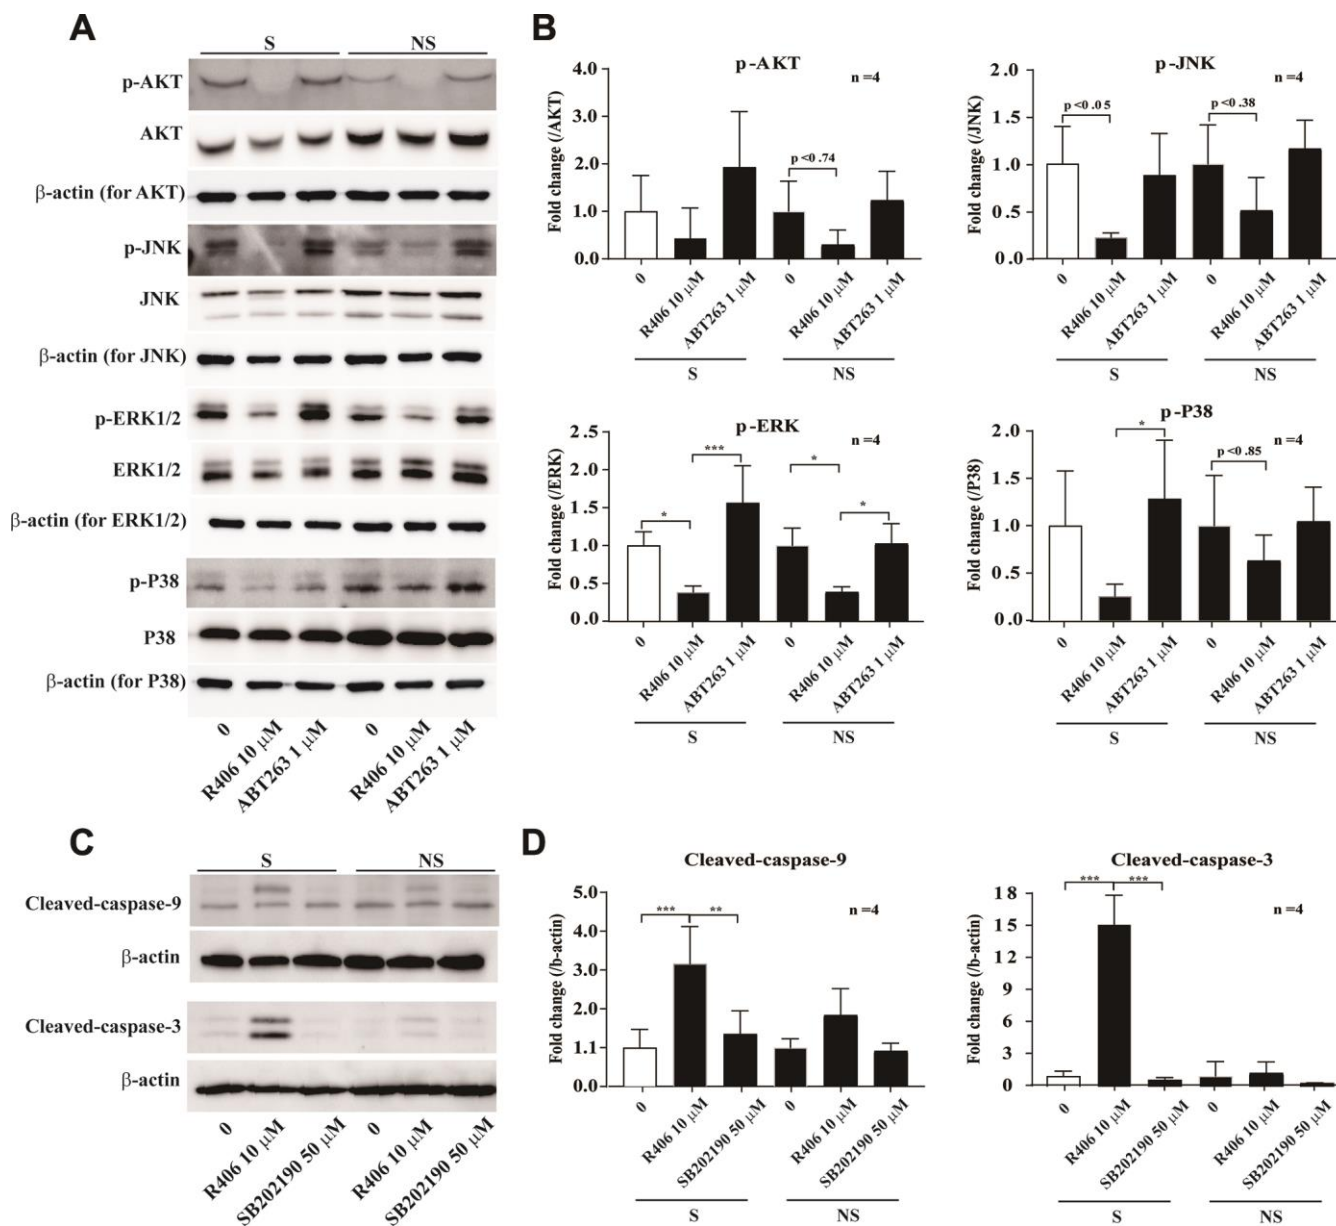 A
S NS
p-AKT
AKT
β-actin (for AKT)
p-JNK
JNK
β-actin (for JNK)
p-ERK1/2
ERK1/2
β-actin (for ERK1/2)
p-P38
P38
β-actin (for P38)
0
R406 10 μM
ABT263 1 μM
0
R406 10 μM
ABT263 1 μM
B
p-AKT
n =4
Fold change (/AKT)
4.0
3.0
2.0
1.0
0.0
p <0 .74
0
R406 10 μM
ABT263 1 μM
0
R406 10 μM
ABT263 1 μM
S NS
p-JNK
n =4
Fold change (/JNK)
2.0
1.5
1.0
0.5
0.0
p <0 .05
p <0 .38
0
R406 10 μM
ABT263 1 μM
0
R406 10 μM
ABT263 1 μM
S NS
p-ERK
n =4
Fold change (/ERK)
2.5
2.0
1.5
1.0
0.5
0.0
* *** * *
0
R406 10 μM
ABT263 1 μM
0
R406 10 μM
ABT263 1 μM
S NS
p-P38
n =4
Fold change (/P38)
2.0
1.5
1.0
0.5
0.0
*
p <0 .85
0
R406 10 μM
ABT263 1 μM
0
R406 10 μM
ABT263 1 μM
S NS
C
S NS
Cleaved-caspase-9
β-actin
Cleaved-caspase-3
β-actin
0
R406 10 μM
SB202190 50 μM
0
R406 10 μM
SB202190 50 μM
D
Cleaved-caspase-9
n =4
Fold change (/b-actin)
5.0
4.0
3.0
2.0
1.1
0.0
*** **
0
R406 10 μM
SB202190 50 μM
0
R406 10 μM
SB202190 50 μM
S NS
Cleaved-caspase-3
n =4
Fold change (/b-actin)
18
15
12
9
6
3
0
*** ***
0
R406 10 μM
SB202190 50 μM
0
R406 10 μM
SB202190 50 μM
S NS